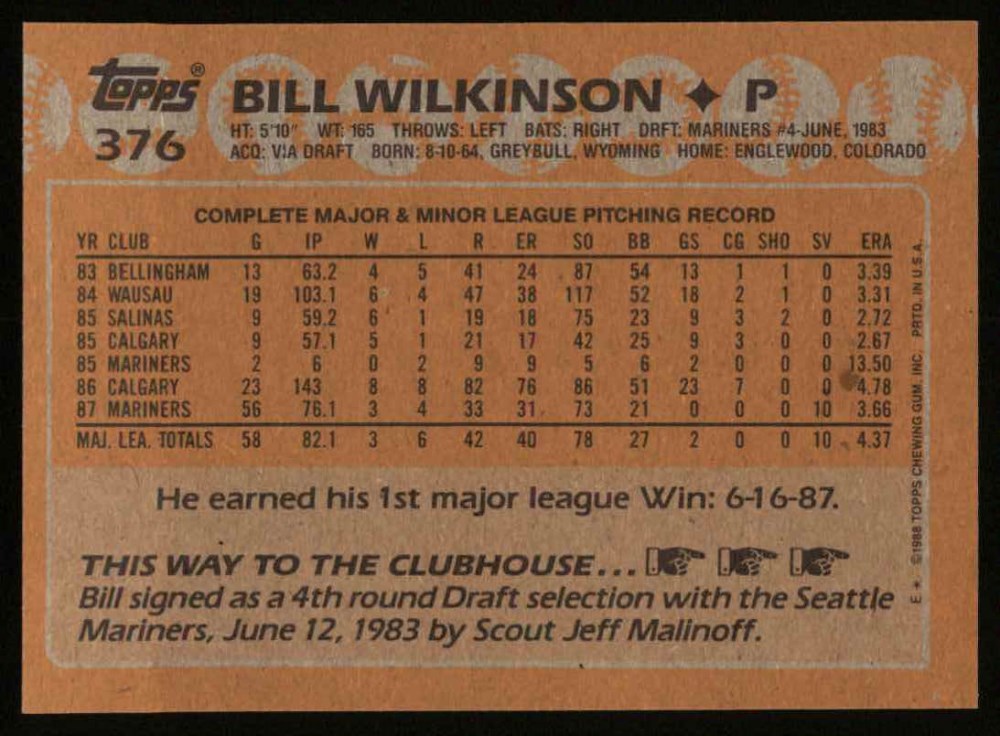 topps® BILL WILKINSON ✦ P
376
HT: 5'10" WT: 165 THROWS: LEFT BATS: RIGHT DRFT: MARINERS #4-JUNE, 1983
ACQ: VIA DRAFT BORN: 8-10-64, GREYBULL, WYOMING HOME: ENGLEWOOD, COLORADO
COMPLETE MAJOR & MINOR LEAGUE PITCHING RECORD
YR CLUB G IP W L R ER SO BB GS CG SHO SV ERA
83 BELLINGHAM 13 63.2 4 5 41 24 87 54 13 1 1 0 3.39
84 WAUSAU 19 103.1 6 4 47 38 117 52 18 2 1 0 3.31
85 SALINAS 9 59.2 6 1 19 18 75 23 9 3 2 0 2.72
85 CALGARY 9 57.1 5 1 21 17 42 25 9 3 0 0 2.67
85 MARINERS 2 6 0 2 9 9 5 6 2 0 0 0 13.50
86 CALGARY 23 143 8 8 82 76 86 51 23 7 0 0 4.78
87 MARINERS 56 76.1 3 4 33 31 73 21 0 0 0 10 3.66
MAJ. LEA. TOTALS 58 82.1 3 6 42 40 78 27 2 0 0 10 4.37
He earned his 1st major league Win: 6-16-87.
THIS WAY TO THE CLUBHOUSE...
Bill signed as a 4th round Draft selection with the Seattle
Mariners, June 12, 1983 by Scout Jeff Malinoff.
E* ©1988 TOPPS CHEWING GUM, INC. PRTD. IN U.S.A.